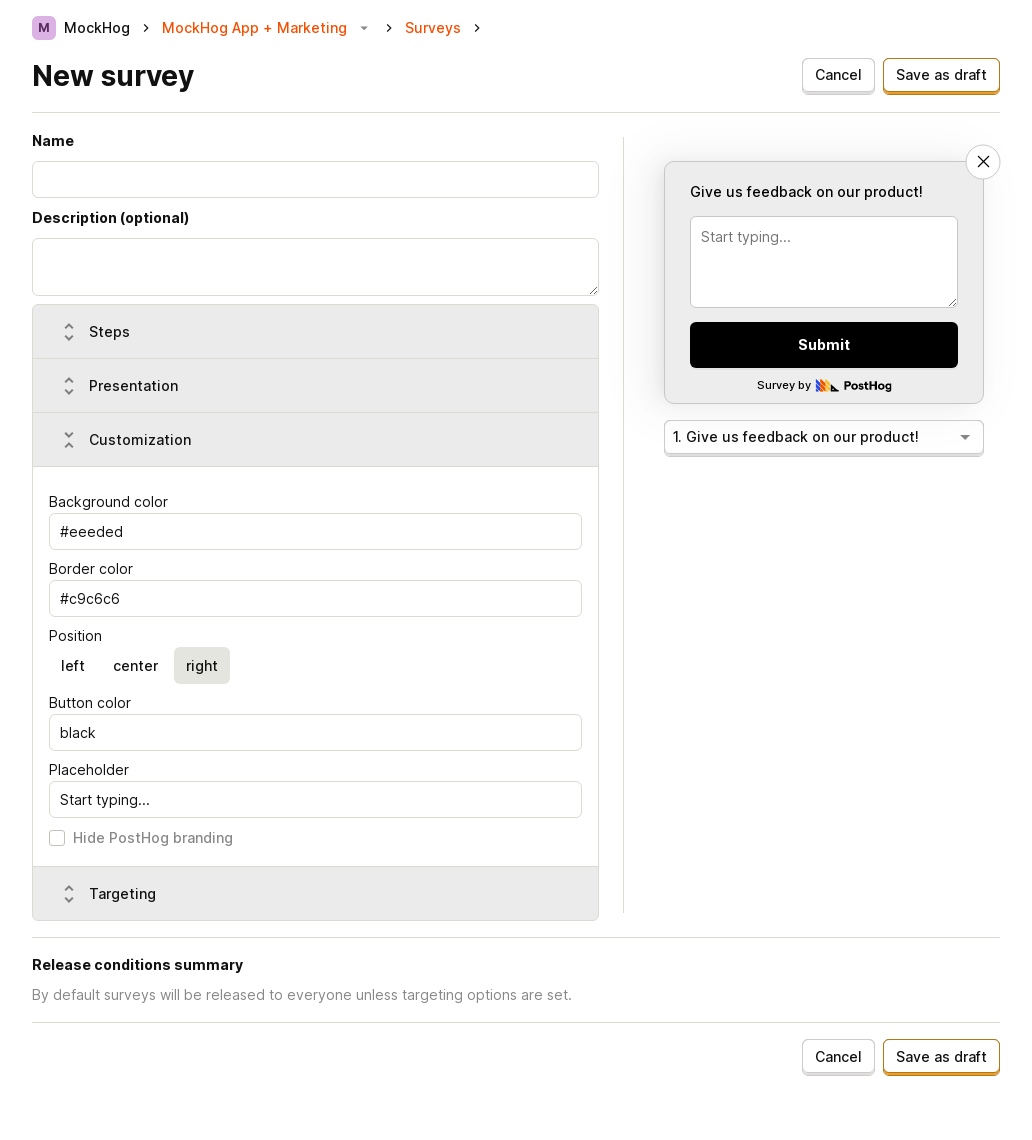 M MockHog MockHog App + Marketing Surveys
New survey
Cancel Save as draft
Name
Description (optional)
Steps
Presentation
Customization
Background color
#eeeded
Border color
#c9c6c6
Position
left center right
Button color
black
Placeholder
Start typing...
Hide PostHog branding
Targeting
Give us feedback on our product!
Start typing...
Submit
Survey by PostHog
1. Give us feedback on our product!
Release conditions summary
By default surveys will be released to everyone unless targeting options are set.
Cancel Save as draft